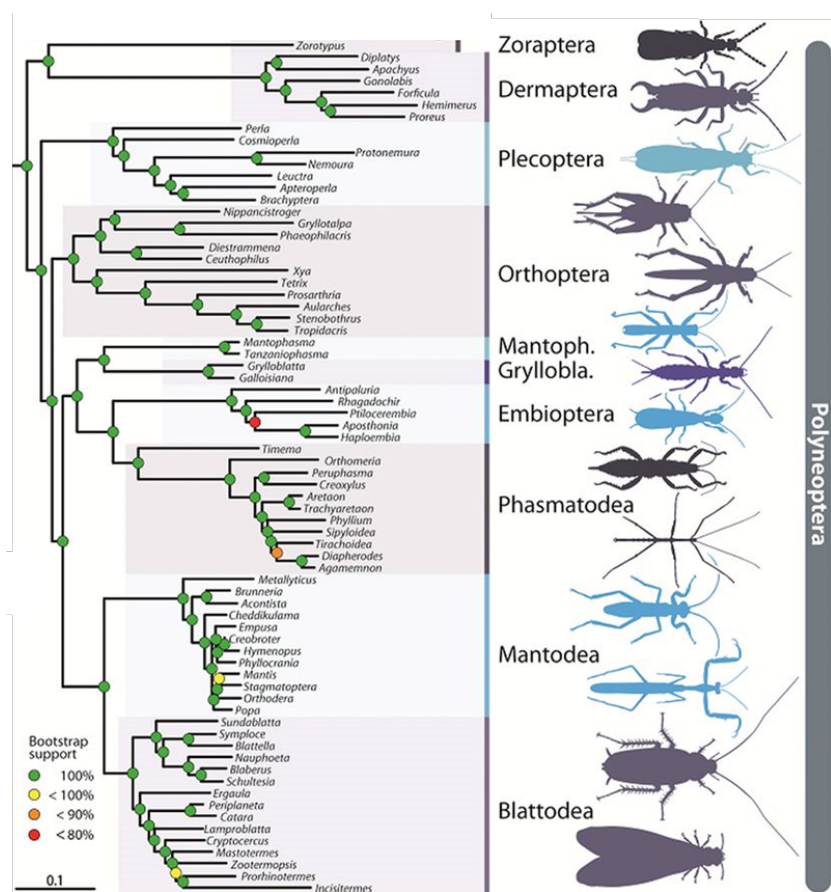 Zorotypus
Diplatys
Apachyus
Gonolabis
Forficula
Hemimerus
Proreus
Perla
Cosmioperla
Protonemura
Nemoura
Leuctra
Apteroperla
Brachyptera
Nippancistroger
Gryllotalpa
Phaeophilacris
Diestrammena
Ceuthophilus
Xya
Tetrix
Prosarthria
Aularches
Stenobothrus
Tropidacris
Mantophasma
Tanzaniophasma
Grylloblatta
Galloisiana
Antipaluria
Rhagadochir
Ptilocerembia
Aposthonia
Haploembia
Timema
Orthomeria
Peruphasma
Creoxylus
Aretaon
Trachyaretaon
Phyllium
Sipyloidea
Tirachoidea
Diapherodes
Agamemnon
Metallyticus
Brunneria
Acontista
Cheddikulama
Empusa
Creobroter
Hymenopus
Phyllocrania
Mantis
Stagmatoptera
Orthodera
Popa
Sundablatta
Symploce
Blattella
Nauphoeta
Blaberus
Schultesia
Ergaula
Periplaneta
Catara
Lamproblatta
Cryptocercus
Mastotermes
Zootermopsis
Prorhinotermes
Incisitermes
Bootstrap
support
100%
< 100%
< 90%
< 80%
0.1
Zoraptera
Dermaptera
Plecoptera
Orthoptera
Mantoph.
Gryllobla.
Embioptera
Phasmatodea
Mantodea
Blattodea
Polyneoptera